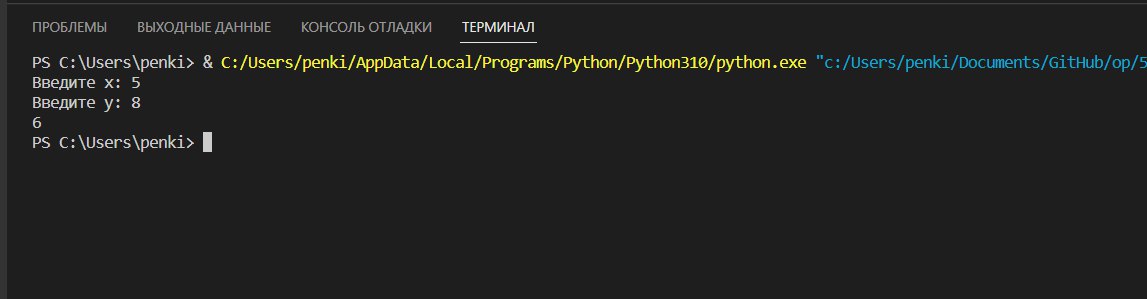 ПРОБЛЕМЫ ВЫХОДНЫЕ ДАННЫЕ КОНСОЛЬ ОТЛАДКИ ТЕРМИНАЛ
PS C:\Users\penki> & C:/Users/penki/AppData/Local/Programs/Python/Python310/python.exe "c:/Users/penki/Documents/GitHub/op/5
Введите x: 5
Введите y: 8
6
PS C:\Users\penki>